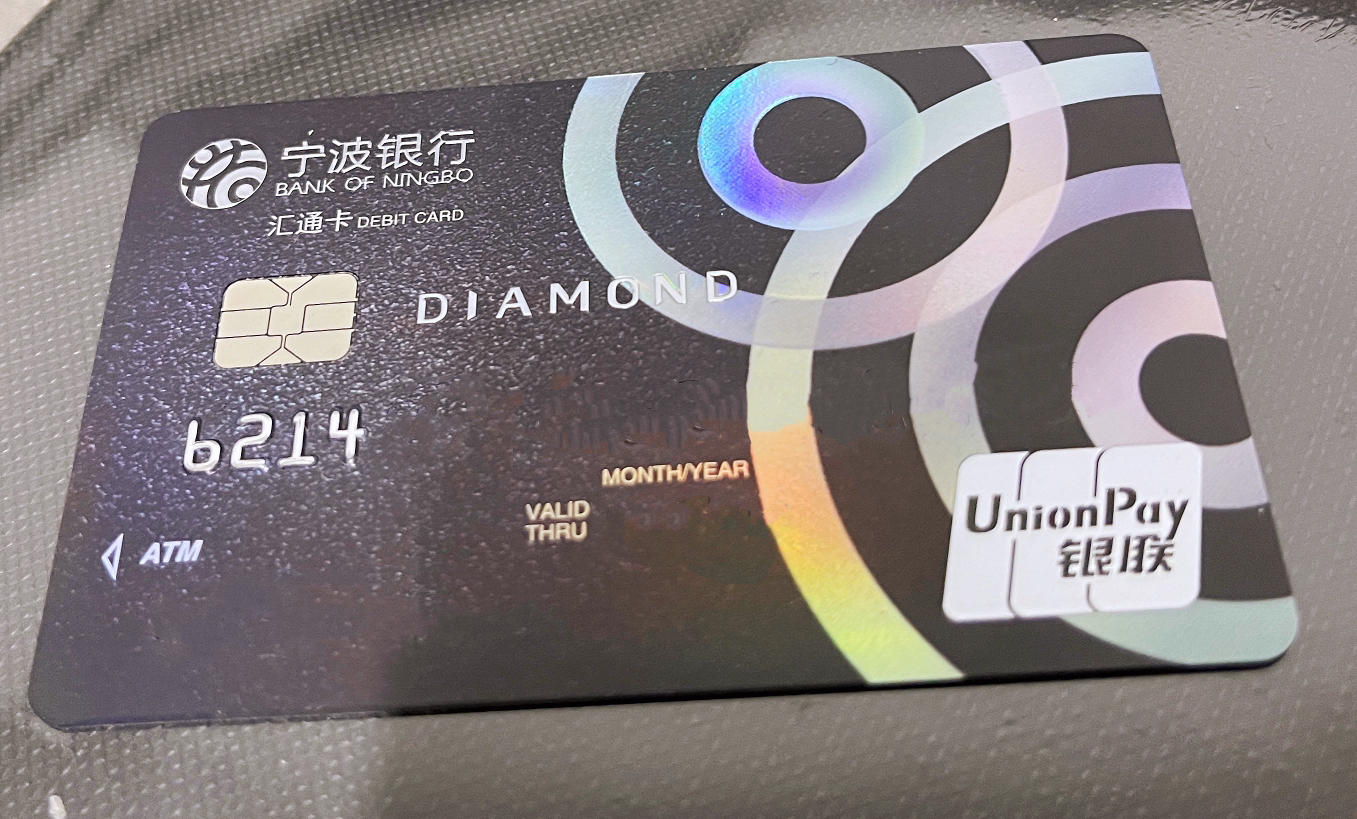 宁波银行
BANK OF NINGBO
汇通卡 DEBIT CARD
DIAMOND
6214
MONTH/YEAR
VALID
THRU
ATM
UnionPay
银联